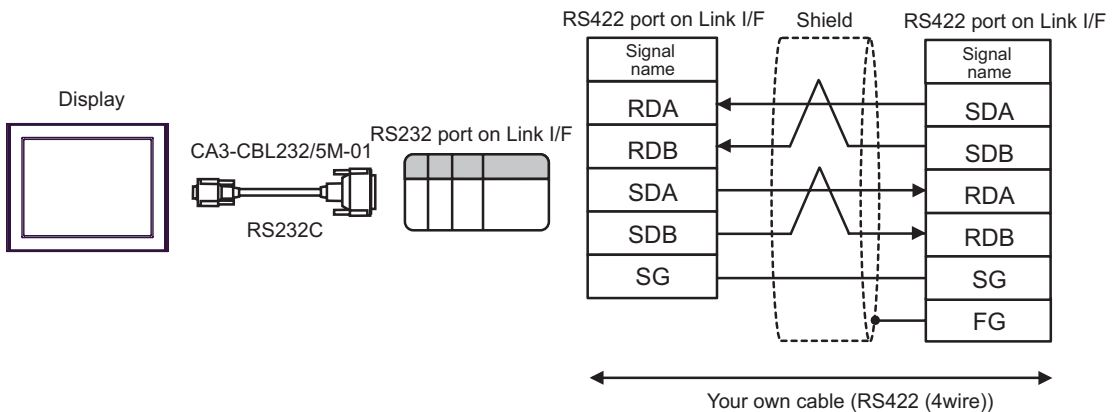 Display
CA3-CBL232/5M-01
RS232C
RS232 port on Link I/F
RS422 port on Link I/F
Shield
RS422 port on Link I/F
Signal
name
RDA
RDB
SDA
SDB
SG
Signal
name
SDA
SDB
RDA
RDB
SG
FG
Your own cable (RS422 (4wire))